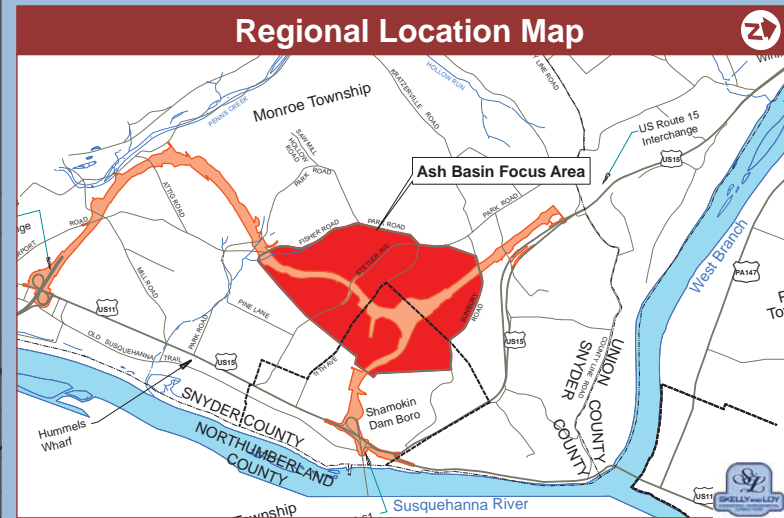 Regional Location Map
Z
Monroe Township
PENNS CREEK
HOLLOW RUN
KRATZERVILLE ROAD
SAW MILL
HOLLOW
ROAD
PARK ROAD
US Route 15
Interchange
US15
Ash Basin Focus Area
ATTIG ROAD
ROAD
FISHER ROAD
PARK ROAD
PARK ROAD
STETLER AVE
West Branch
PA147
MILL ROAD
PINE LANE
SUNBURY
ROAD
US11
PARK ROAD
OLD SUSQUEHANNA TRAIL
US15
11TH AVE
US15
UNION COUNTY
COUNTY LINE ROAD
SNYDER COUNTY
Hummels
Wharf
SNYDER COUNTY
NORTHUMBERLAND
COUNTY
Shamokin
Dam Boro
Susquehanna River
US11
SL
SKELLY AND LOY